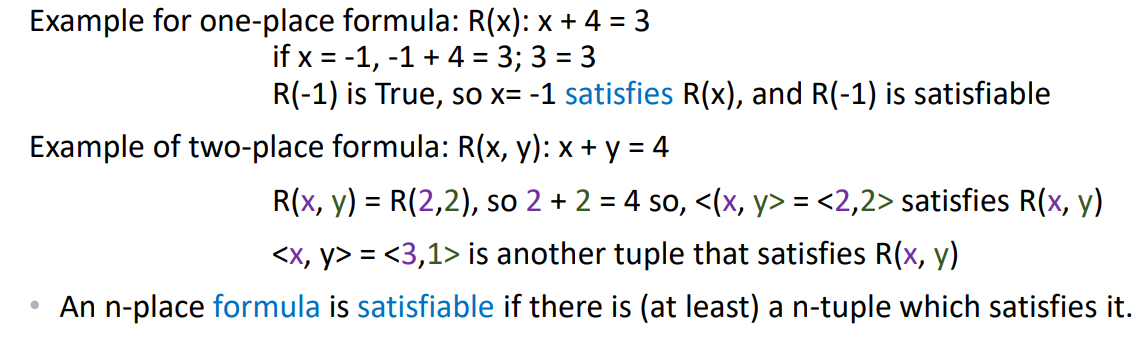 Example for one-place formula: R(x): x + 4 = 3
if x = -1, -1 + 4 = 3; 3 = 3
R(-1) is True, so x= -1 satisfies R(x), and R(-1) is satisfiable
Example of two-place formula: R(x, y): x + y = 4
R(x, y) = R(2,2), so 2 + 2 = 4 so, <(x, y> = <2,2> satisfies R(x, y)
<x, y> = <3,1> is another tuple that satisfies R(x, y)
• An n-place formula is satisfiable if there is (at least) a n-tuple which satisfies it.